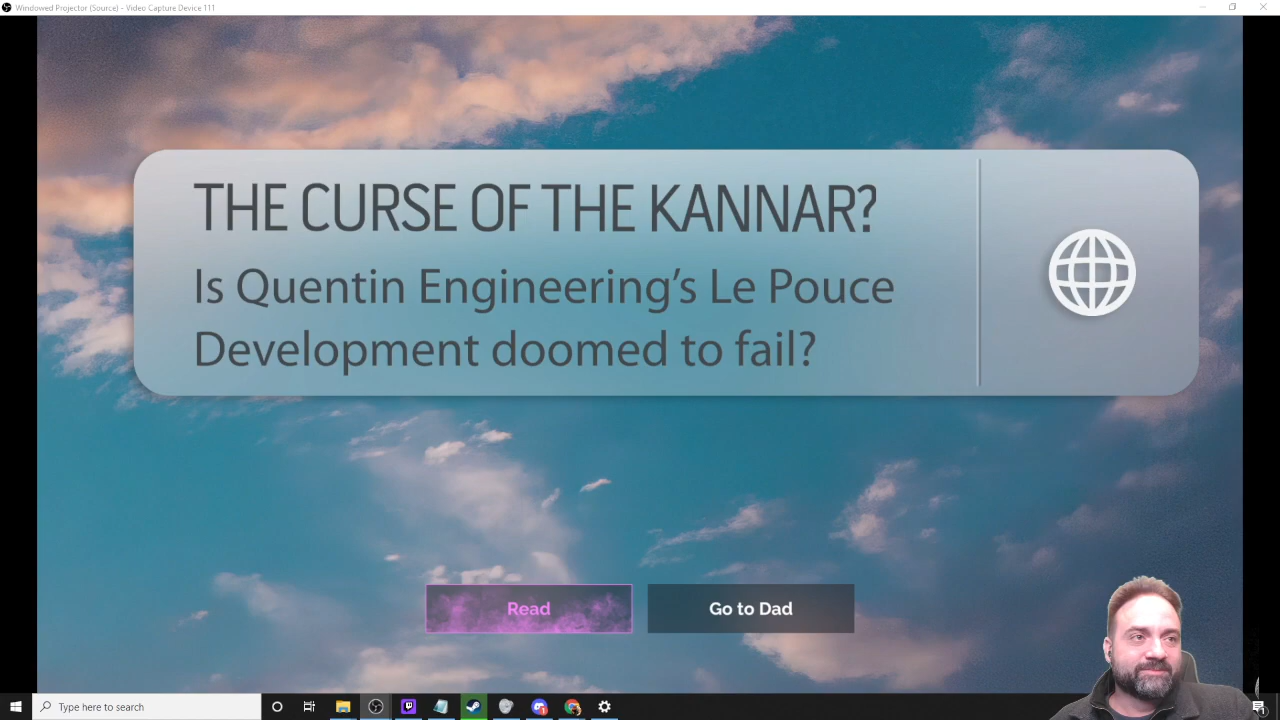 Windowed Projector (Source) - Video Capture Device 111
THE CURSE OF THE KANNAR?
Is Quentin Engineering's Le Pouce
Development doomed to fail?
Read
Go to Dad
Type here to search